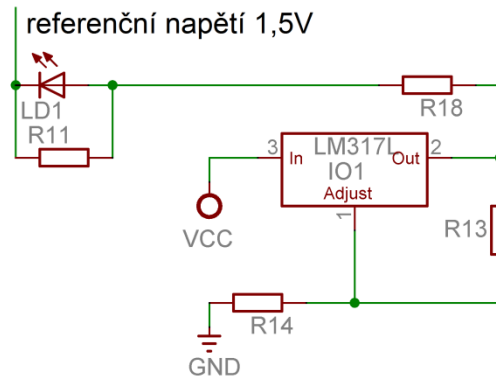 referenční napětí 1,5V
LD1
R11
R18
3 In LM317L Out 2
IO1
Adjust
1
VCC
R13
R14
GND